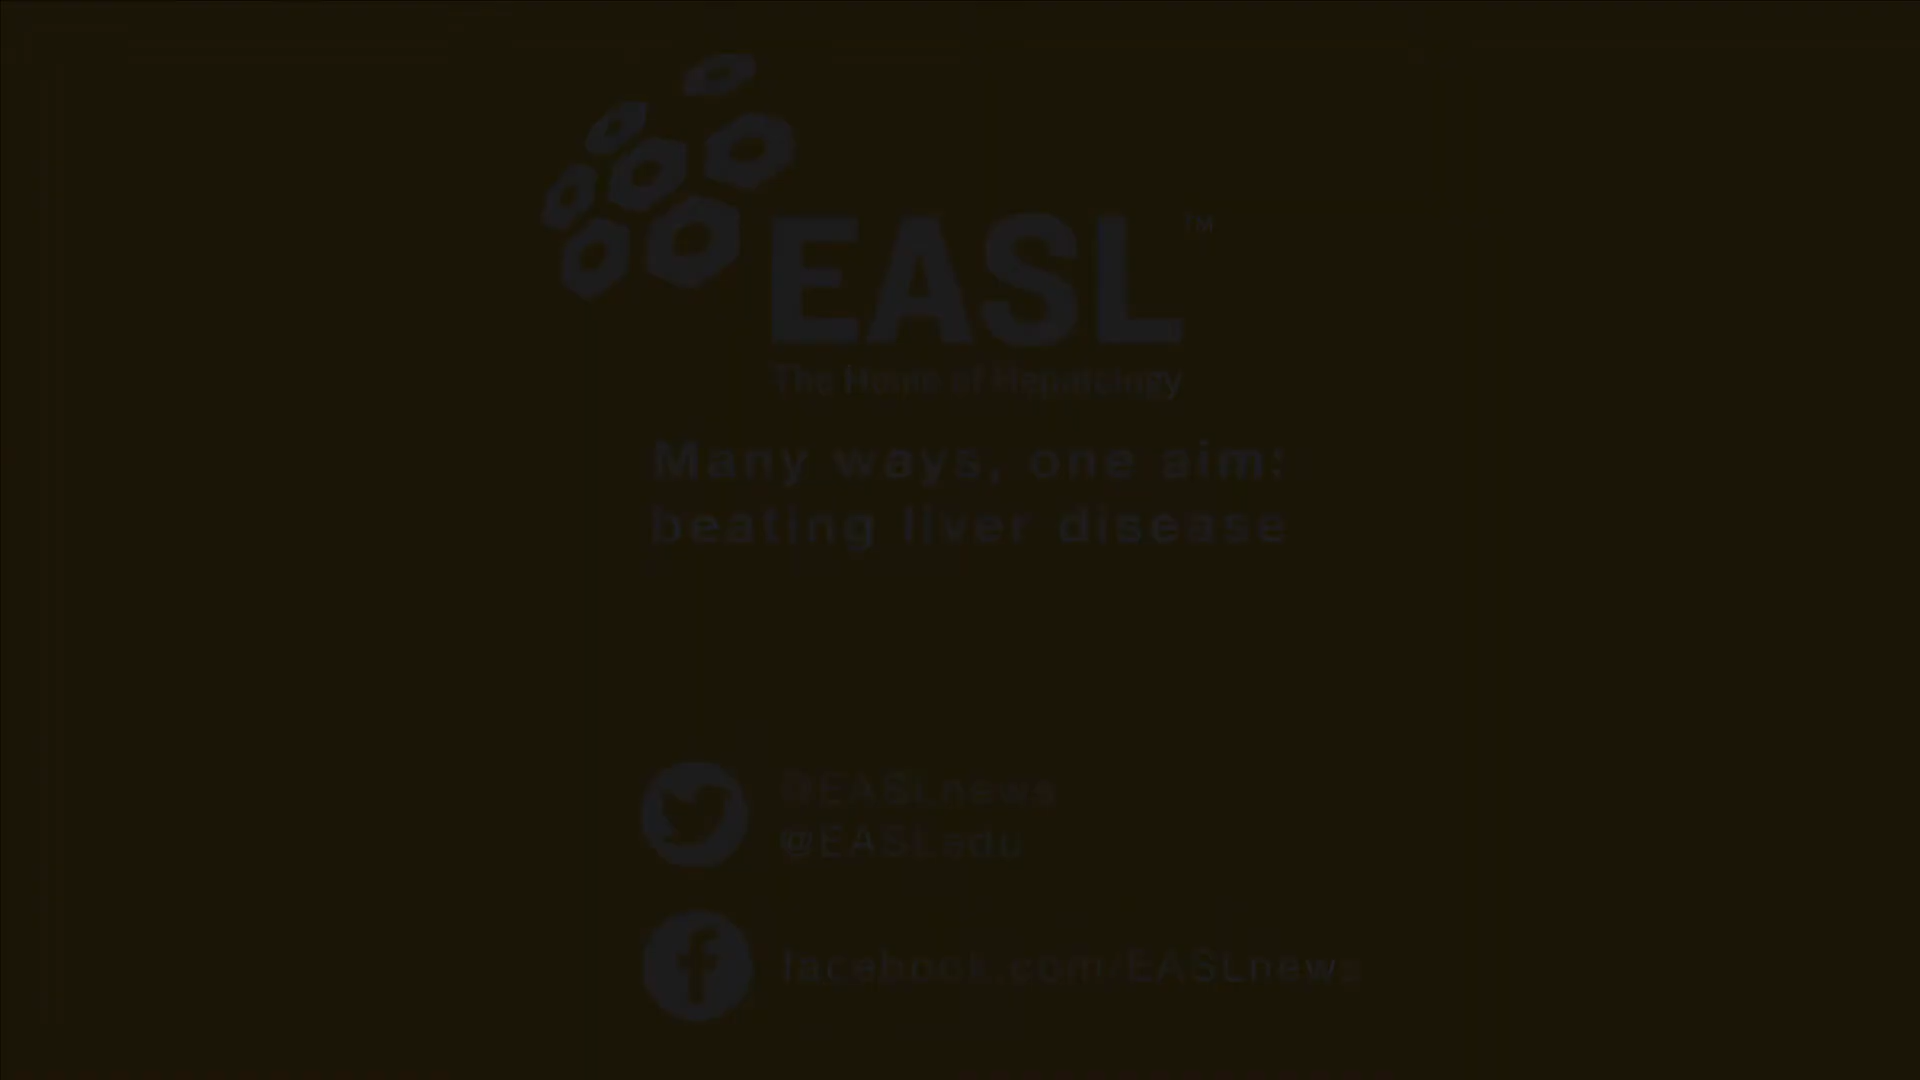 EASL™
The Home of Hepatology
Many ways, one aim:
beating liver disease
@EASLnews
@EASLedu
facebook.com/EASLnews